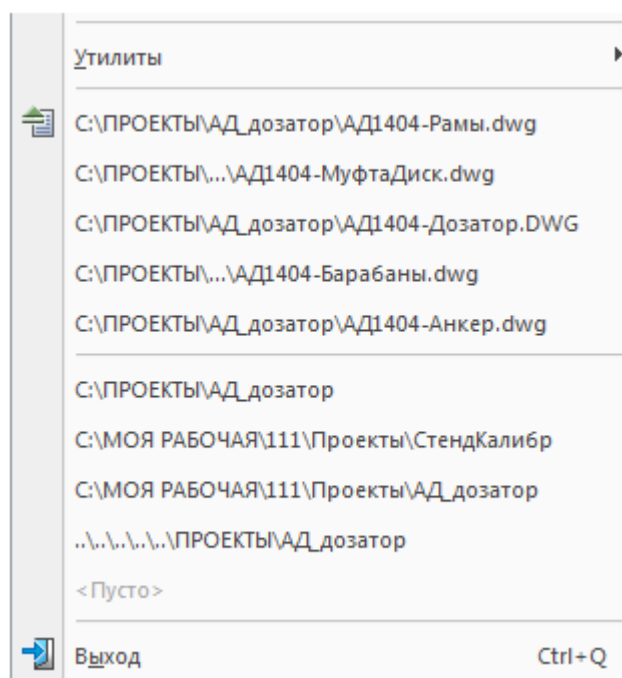 Утилиты
C:\ПРОЕКТЫ\АД_дозатор\АД1404-Рамы.dwg
C:\ПРОЕКТЫ\...\АД1404-МуфтаДиск.dwg
C:\ПРОЕКТЫ\АД_дозатор\АД1404-Дозатор.DWG
C:\ПРОЕКТЫ\...\АД1404-Барабаны.dwg
C:\ПРОЕКТЫ\АД_дозатор\АД1404-Анкер.dwg
C:\ПРОЕКТЫ\АД_дозатор
C:\МОЯ РАБОЧАЯ\111\Проекты\СтендКалибр
C:\МОЯ РАБОЧАЯ\111\Проекты\АД_дозатор
..\..\..\..\..\ПРОЕКТЫ\АД_дозатор
<Пусто>
Выход Ctrl+Q